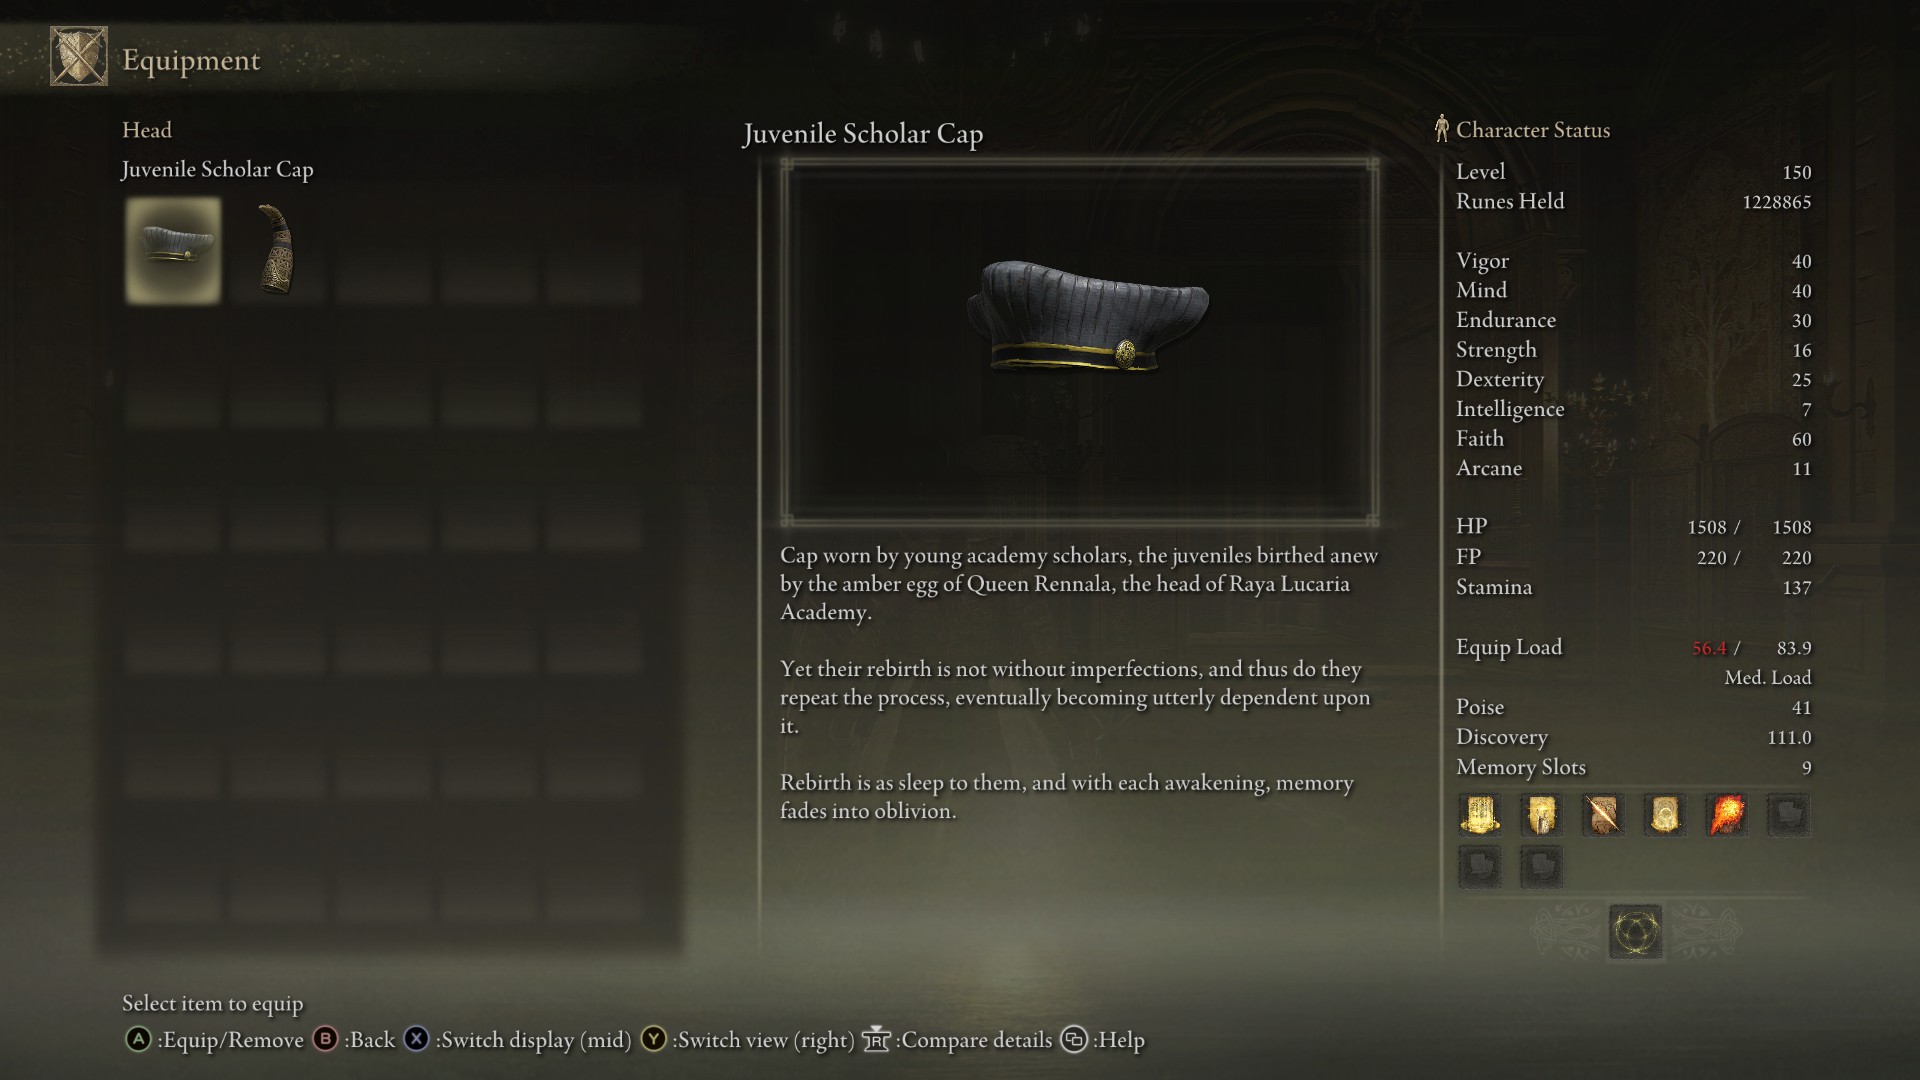 Equipment
Head
Juvenile Scholar Cap
Juvenile Scholar Cap
Cap worn by young academy scholars, the juveniles birthed anew
by the amber egg of Queen Rennala, the head of Raya Lucaria
Academy.
Yet their rebirth is not without imperfections, and thus do they
repeat the process, eventually becoming utterly dependent upon
it.
Rebirth is as sleep to them, and with each awakening, memory
fades into oblivion.
Character Status
Level 150
Runes Held 1228865
Vigor 40
Mind 40
Endurance 30
Strength 16
Dexterity 25
Intelligence 7
Faith 60
Arcane 11
HP 1508 / 1508
FP 220 / 220
Stamina 137
Equip Load 56.4 / 83.9
Med. Load
Poise 41
Discovery 111.0
Memory Slots 9
Select item to equip
A :Equip/Remove B :Back X :Switch display (mid) Y :Switch view (right) R :Compare details :Help